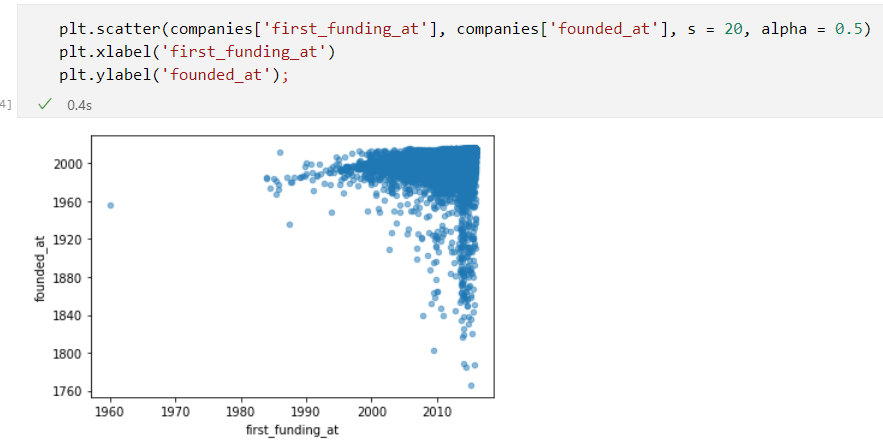 plt.scatter(companies['first_funding_at'], companies['founded_at'], s = 20, alpha = 0.5)
plt.xlabel('first_funding_at')
plt.ylabel('founded_at');
4]
✓ 0.4s
2000
1960
1920
1880
1840
1800
1760
founded_at
1960 1970 1980 1990 2000 2010
first_funding_at